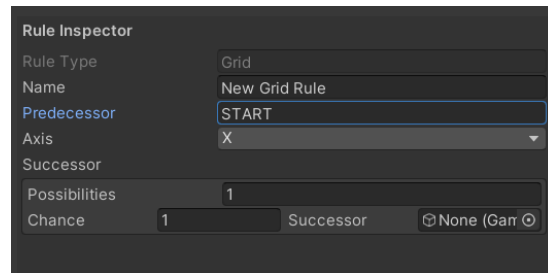 Rule Inspector
Rule Type Grid
Name New Grid Rule
Predecessor START
Axis X
Successor
Possibilities 1
Chance 1 Successor None (Gam